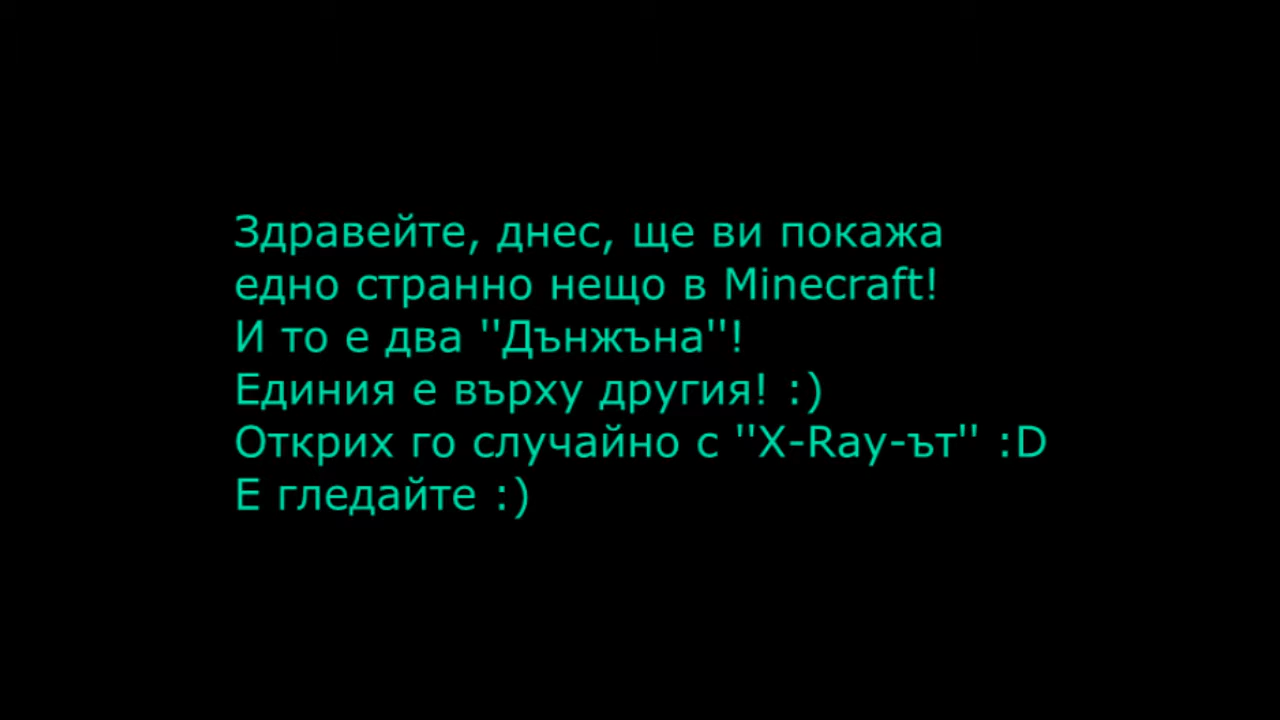 Здравейте, днес, ще ви покажа
едно странно нещо в Minecraft!
И то е два "Дънжъна"!
Единия е върху другия! :)
Открих го случайно с "X-Ray-ът" :D
Е гледайте :)